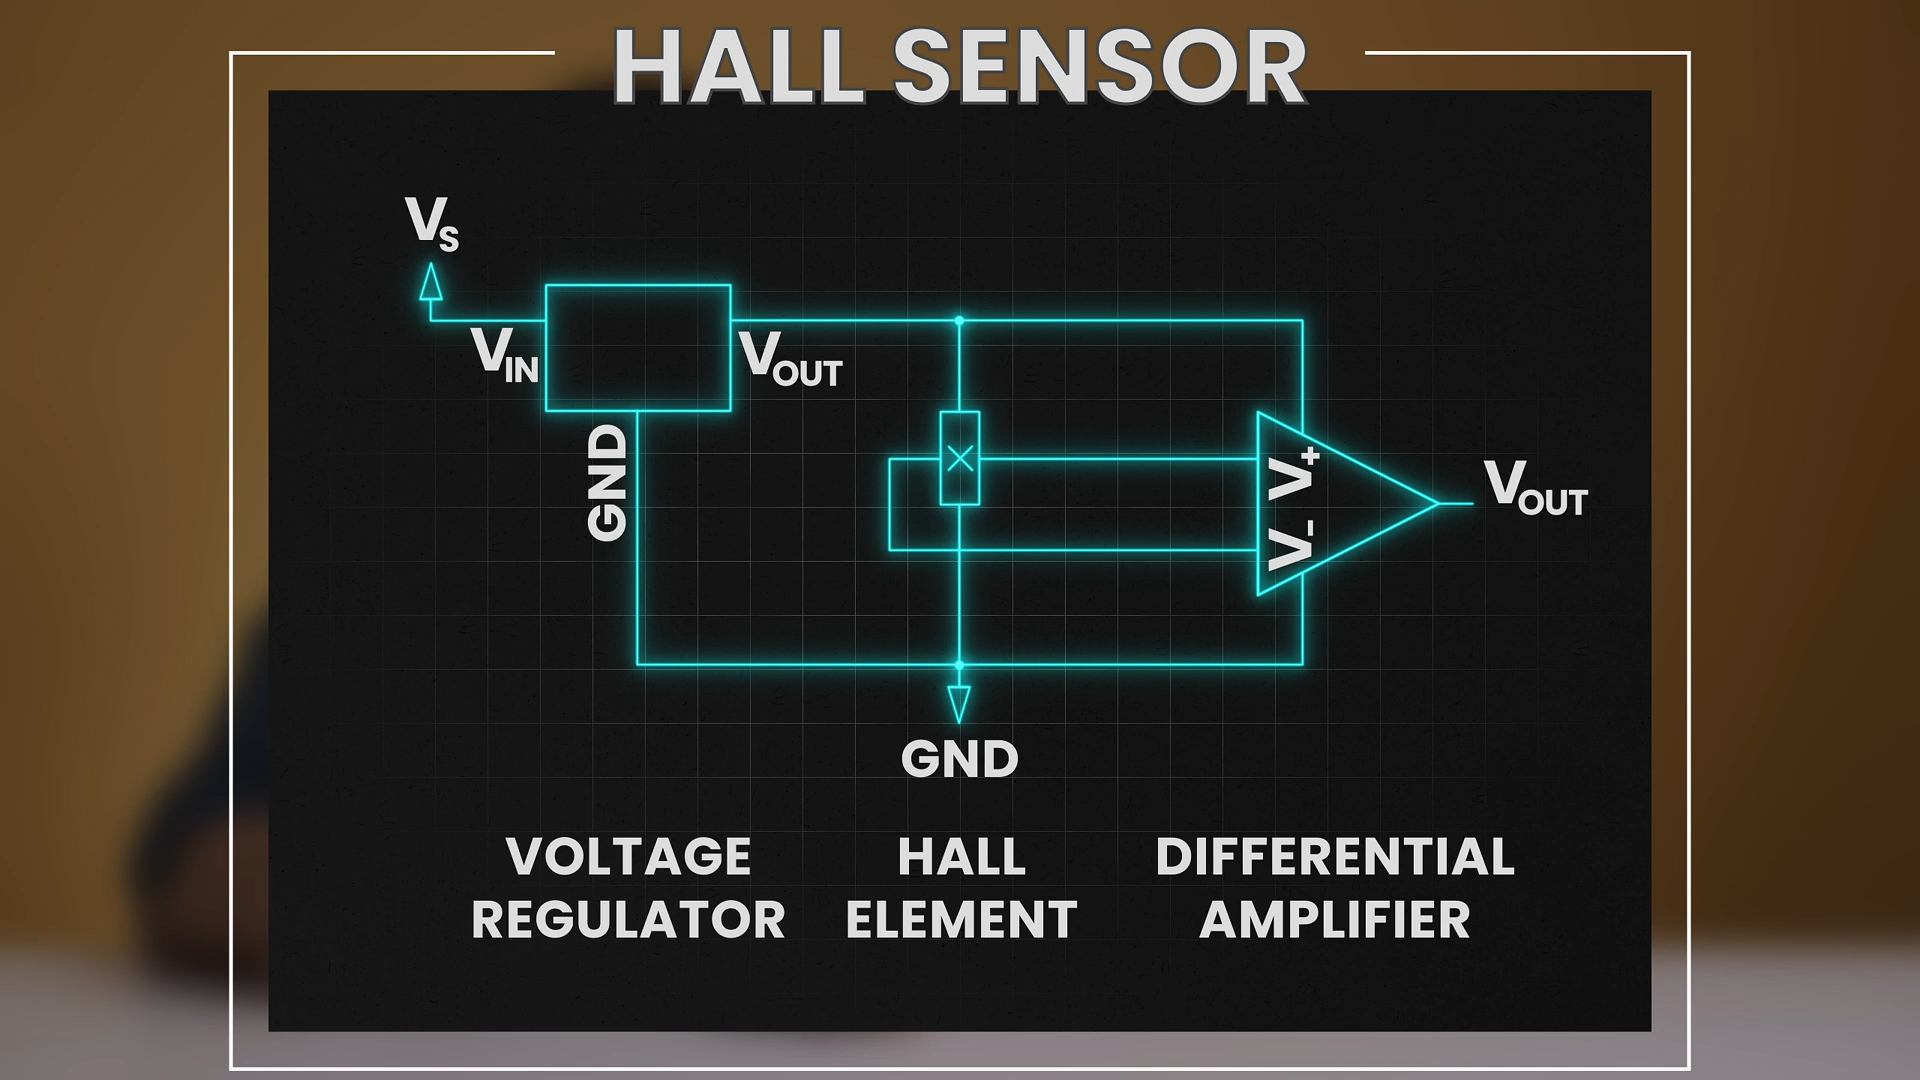 HALL SENSOR
VS
VIN
VOUT
GND
V+
V-
VOUT
GND
VOLTAGE
REGULATOR
HALL
ELEMENT
DIFFERENTIAL
AMPLIFIER